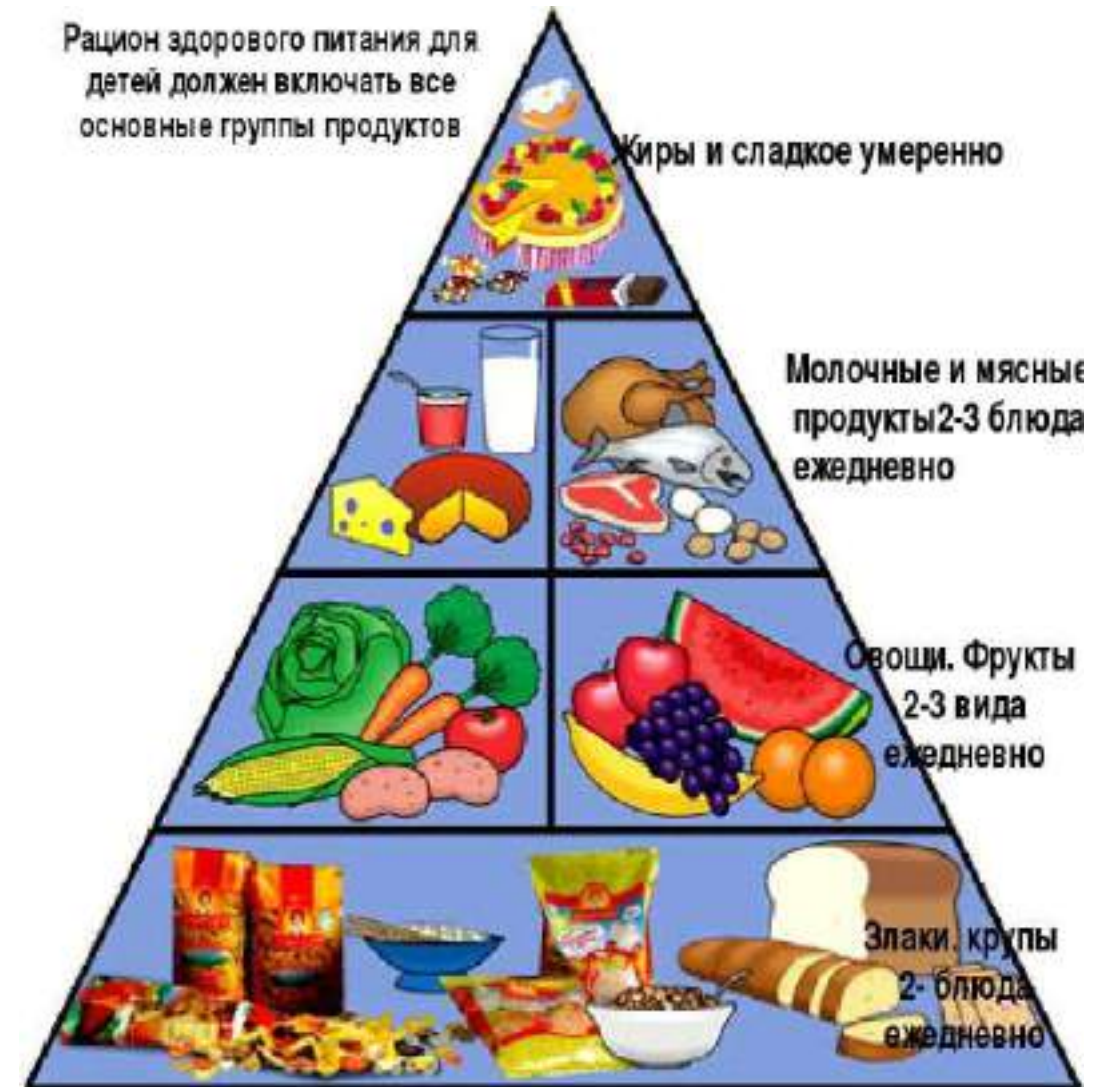 Рацион здорового питания для
детей должен включать все
основные группы продуктов
Жиры и сладкое умеренно
Молочные и мясные
продукты2-3 блюда
ежедневно
Овощи. Фрукты
2-3 вида
ежедневно
Злаки. крупы
2- блюда
ежедневно